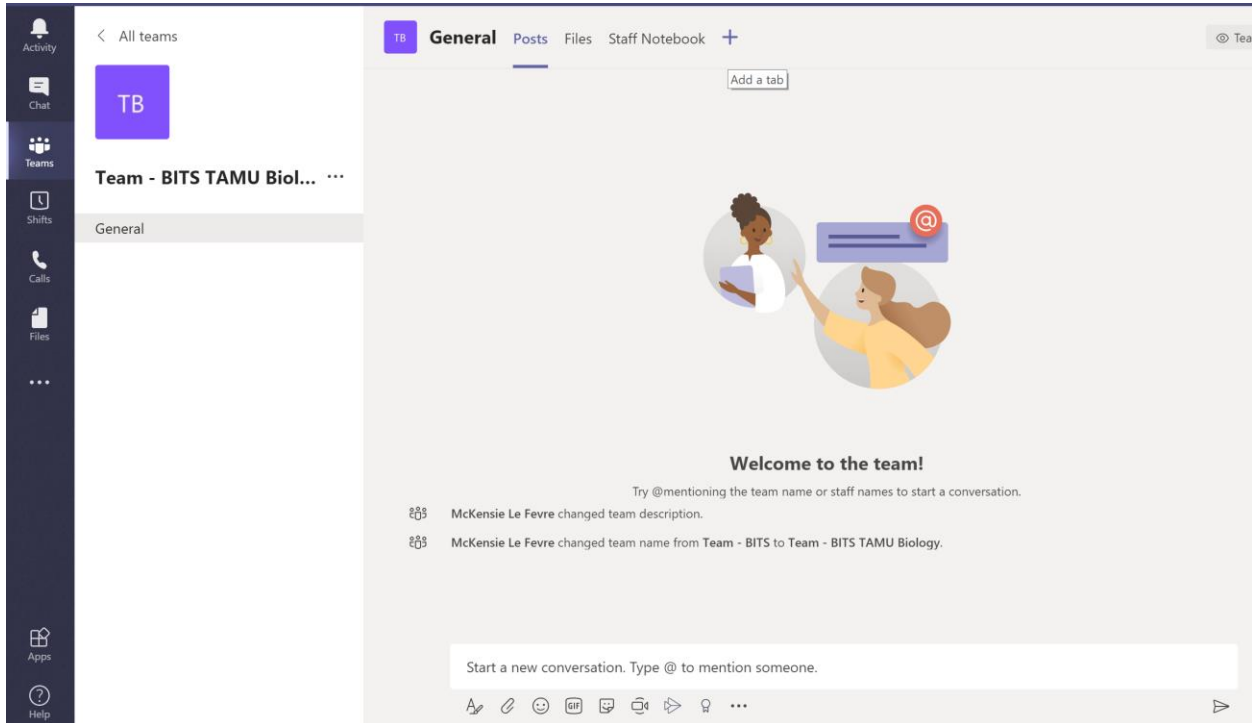 Activity
Chat
Teams
Shifts
Calls
Files
Apps
Help
All teams
TB
Team - BITS TAMU Biol...
General
TB General Posts Files Staff Notebook
Tea
Add a tab
@
Welcome to the team!
Try @mentioning the team name or staff names to start a conversation.
McKensie Le Fevre changed team description.
McKensie Le Fevre changed team name from Team - BITS to Team - BITS TAMU Biology.
Start a new conversation. Type @ to mention someone.
GIF